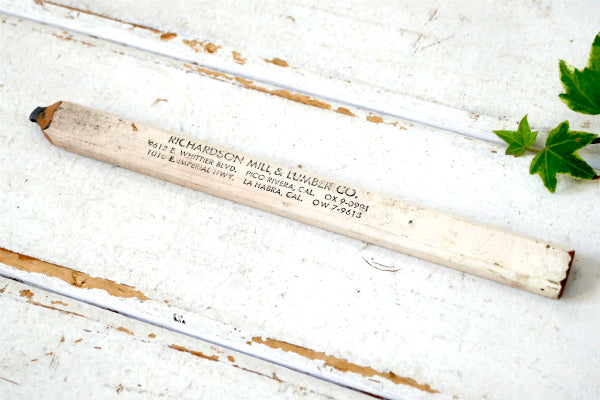 RICHARDSON MILL & LUMBER CO.
9613 E. WHITTIER BLVD. PICO RIVERA, CAL. OX 9-0981
1010 E. IMPERIAL HWY. LA HABRA, CAL. OW 7-9613